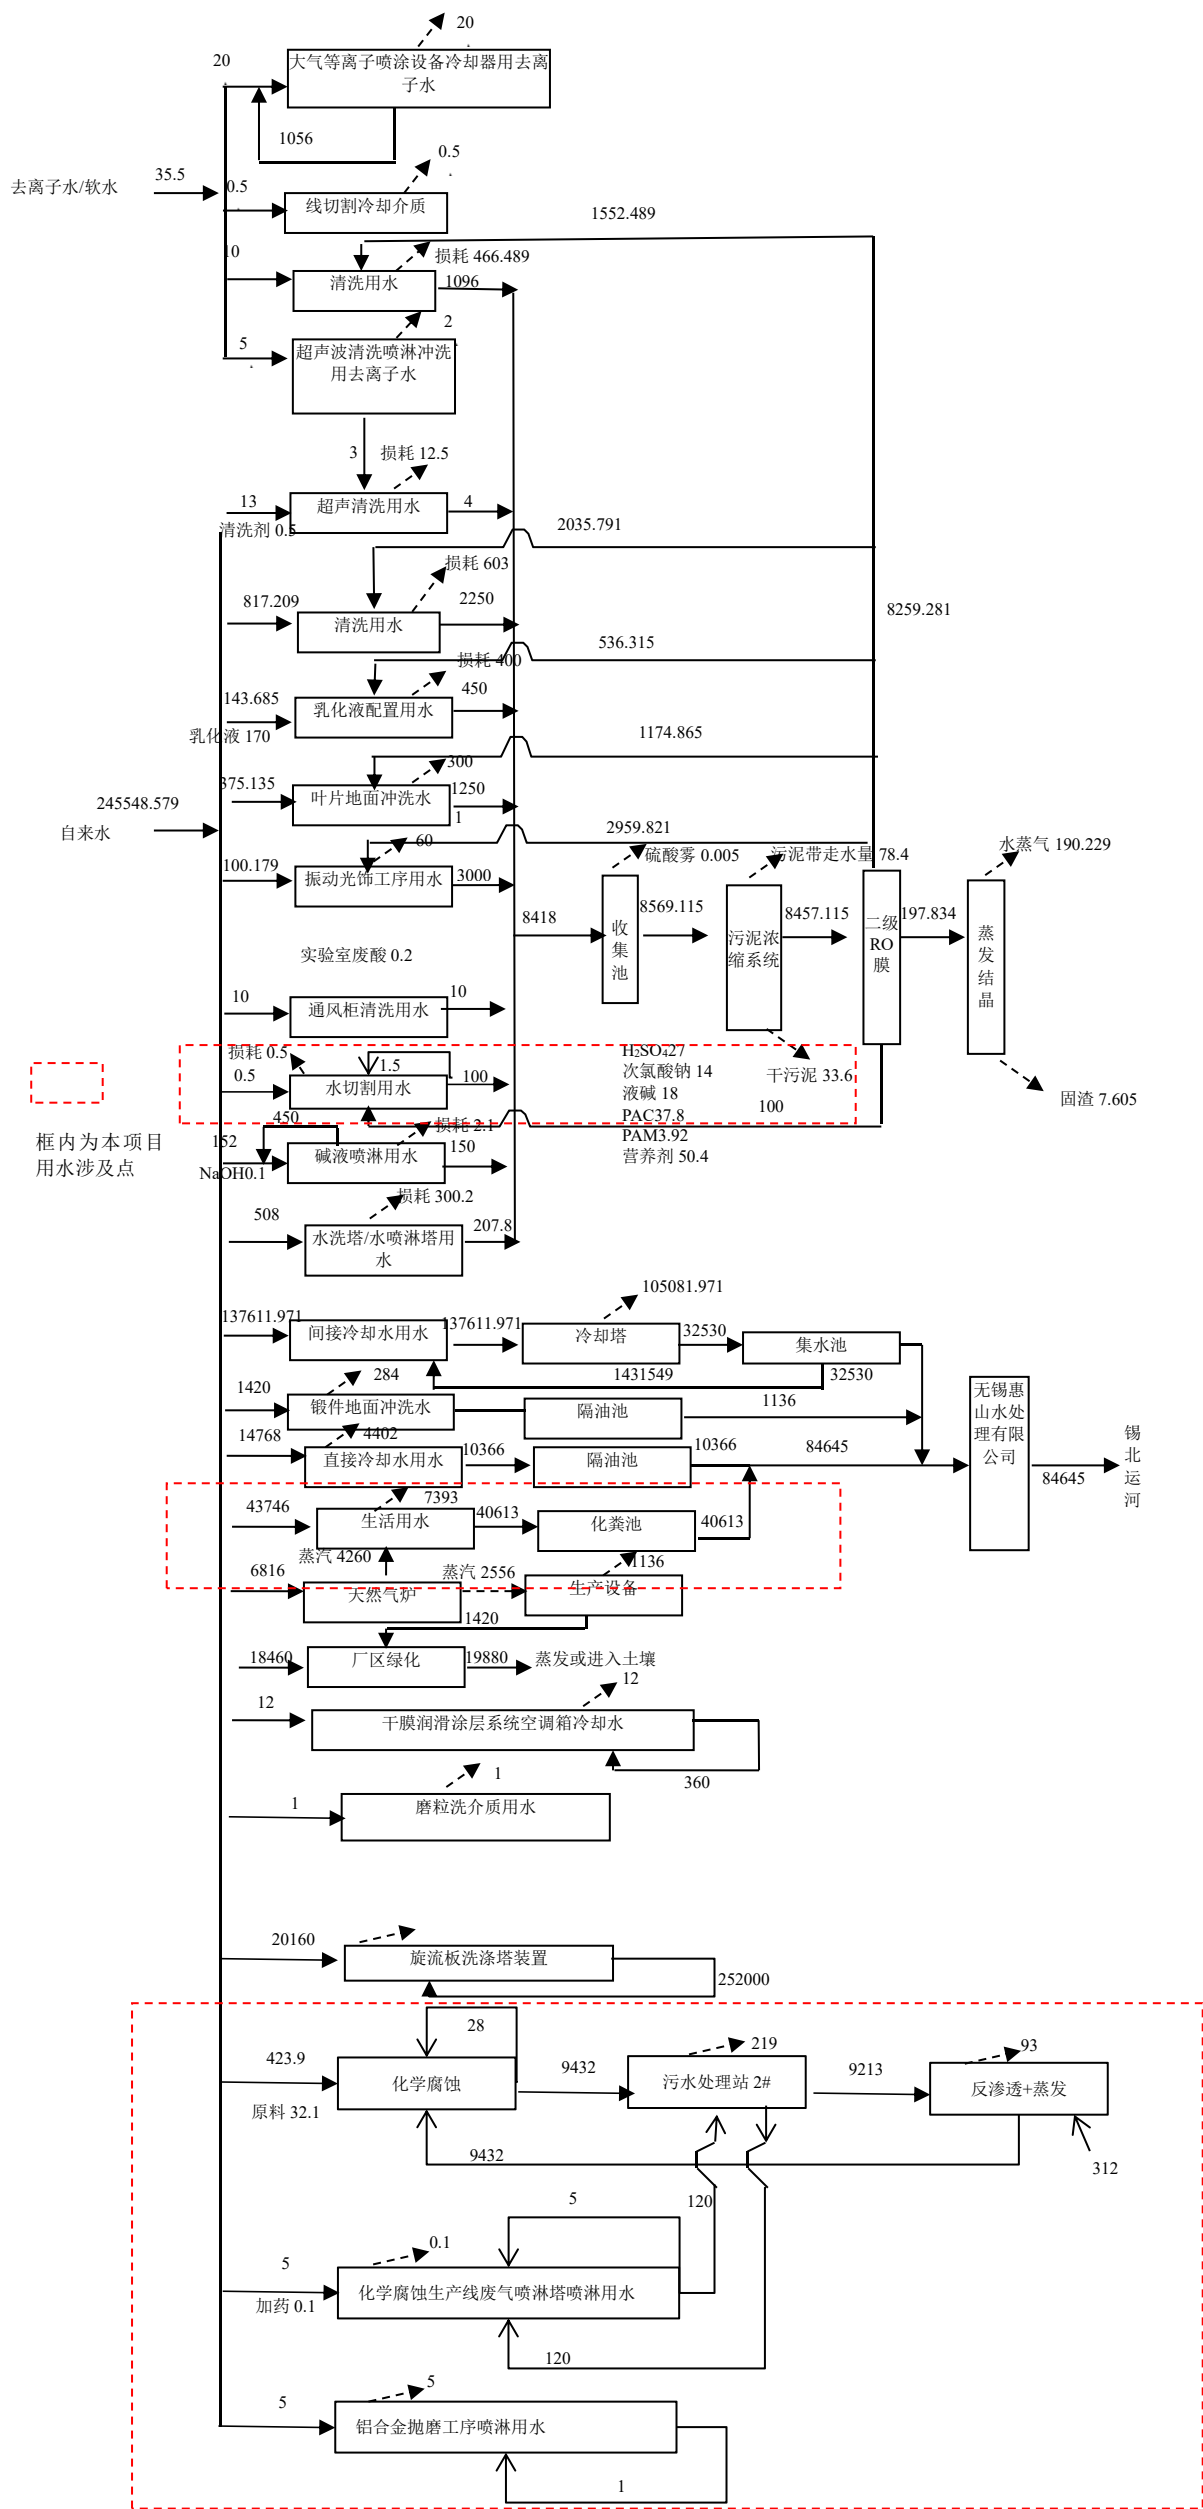 20
20
大气等离子喷涂设备冷却器用去离
子水
1056
0.5
35.5
去离子水/软水
0.5
线切割冷却介质
1552.489
10
损耗 466.489
清洗用水
1096
2
5
超声波清洗喷淋冲洗
用去离子水
3
损耗 12.5
13
超声清洗用水
4
清洗剂 0.5
2035.791
损耗 603
817.209
2250
清洗用水
8259.281
536.315
损耗 400
143.685
450
乳化液配置用水
乳化液 170
1174.865
300
375.135
1250
叶片地面冲洗水
1
245548.579
自来水
2959.821
60
硫酸雾 0.005
污泥带走水量 78.4
水蒸气 190.229
100.179
振动光饰工序用水
3000
8418
8569.115
8457.115
197.834
收
集
池
污泥浓
缩系统
二级
RO
膜
蒸
发
结
晶
实验室废酸 0.2
10
通风柜清洗用水
10
损耗 0.5
1.5
0.5
水切割用水
100
H₂SO₄27
次氯酸钠 14
液碱 18
PAC37.8
PAM3.92
营养剂 50.4
干污泥 33.6
100
固渣 7.605
框内为本项目
用水涉及点
450
损耗 2.1
152
碱液喷淋用水
150
NaOH0.1
损耗 300.2
508
水洗塔/水喷淋塔用
水
207.8
105081.971
137611.971
间接冷却水用水
137611.971
冷却塔
32530
集水池
1431549
32530
284
1420
锻件地面冲洗水
隔油池
1136
无锡惠
山水处
理有限
公司
4402
14768
直接冷却水用水
10366
隔油池
10366
84645
84645
锡
北
运
河
7393
43746
生活用水
40613
化粪池
40613
蒸汽 4260
6816
天然气炉
蒸汽 2556
1136
生产设备
1420
18460
厂区绿化
19880
蒸发或进入土壤
12
12
干膜润滑涂层系统空调箱冷却水
360
1
1
磨粒洗介质用水
20160
旋流板洗涤塔装置
252000
28
423.9
化学腐蚀
原料 32.1
9432
219
污水处理站 2#
9213
93
反渗透+蒸发
9432
312
120
5
0.1
5
加药 0.1
化学腐蚀生产线废气喷淋塔喷淋用水
120
5
5
铝合金抛磨工序喷淋用水
1